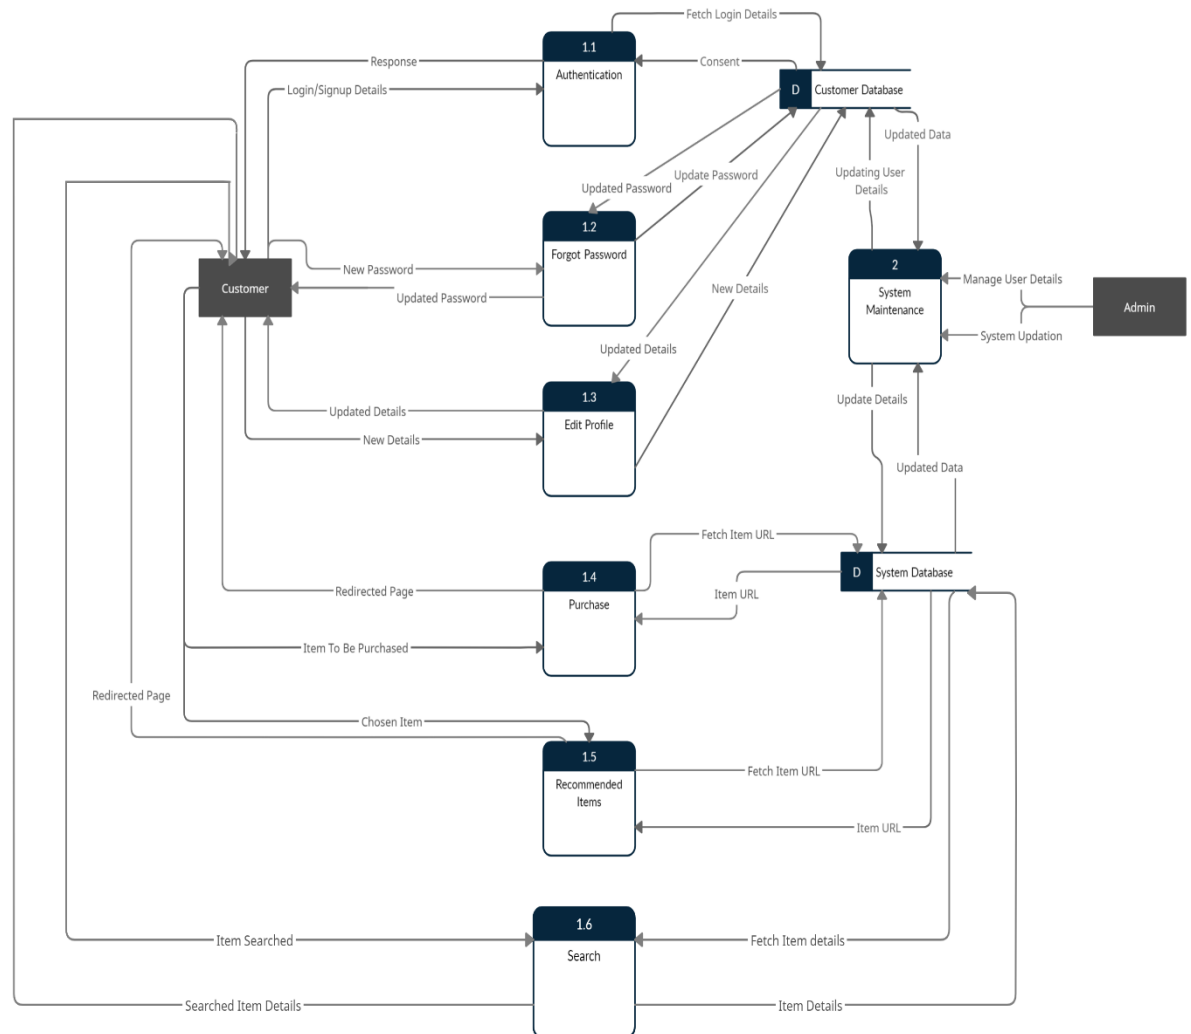 Fetch Login Details
1.1
Response
Consent
Authentication
Login/Signup Details
D
Customer Database
Updated Data
Update Password
Updating User
Details
Updated Password
1.2
Forgot Password
New Password
Updated Password
Customer
2
System
Maintenance
Manage User Details
Admin
System Updation
New Details
Updated Details
1.3
Edit Profile
Updated Details
New Details
Update Details
Updated Data
Fetch Item URL
D
System Database
1.4
Purchase
Redirected Page
Item URL
Item To Be Purchased
Redirected Page
Chosen Item
1.5
Recommended
Items
Fetch Item URL
Item URL
1.6
Search
Item Searched
Fetch Item details
Searched Item Details
Item Details